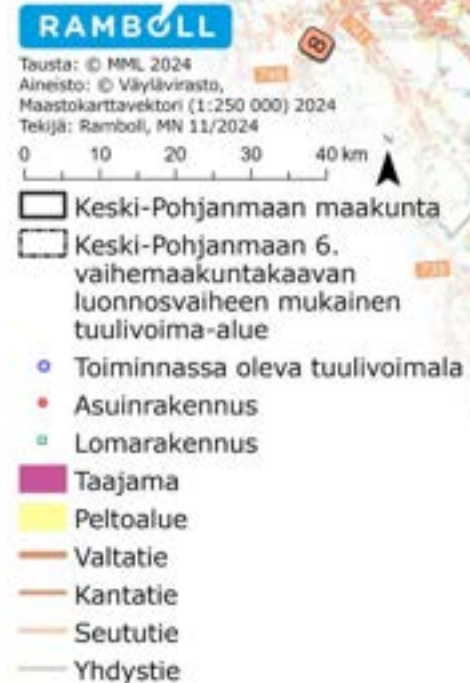 RAMBOLL
Tausta: © MML 2024
Aineisto: © Väylävirasto,
Maastokarttavektori (1:250 000) 2024
Tekijä: Ramboll, MN 11/2024
0 10 20 30 40 km
8
Keski-Pohjanmaan maakunta
Keski-Pohjanmaan 6.
vaihemaakuntakaavan
luonnosvaiheen mukainen
tuulivoima-alue
Toiminnassa oleva tuulivoimala
Asuinrakennus
Lomarakennus
Taajama
Peltoalue
Valtatie
Kantatie
Seututie
Yhdystie